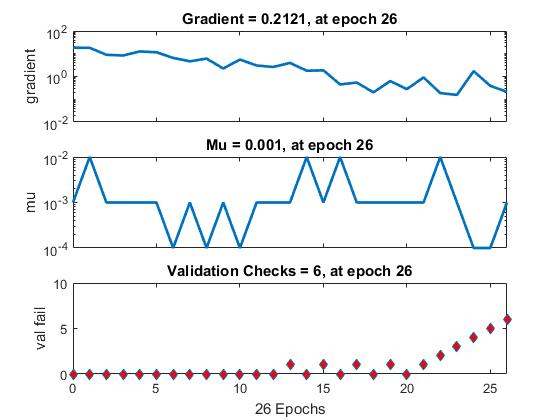 Gradient = 0.2121, at epoch 26
10^2
10^0
10^-2
gradient
Mu = 0.001, at epoch 26
10^-2
10^-3
10^-4
mu
Validation Checks = 6, at epoch 26
10
5
0
val fail
0 5 10 15 20 25
26 Epochs